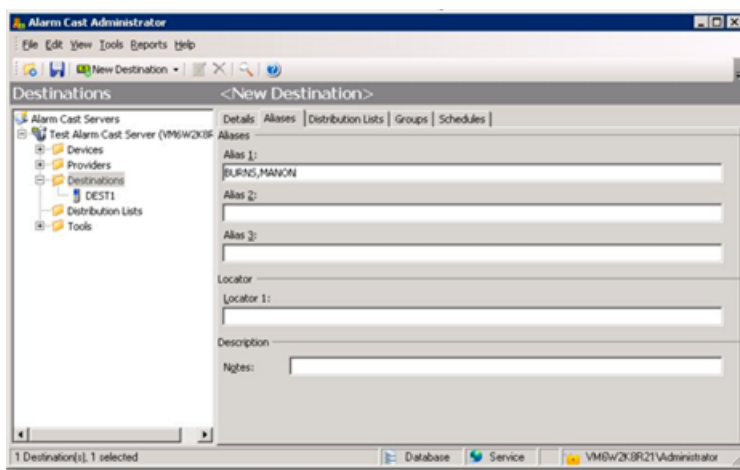 Alarm Cast Administrator
File Edit View Tools Reports Help
New Destination
Destinations
<New Destination>
Alarm Cast Servers
Test Alarm Cast Server (VM6W2K8R
Devices
Providers
Destinations
DEST1
Distribution Lists
Tools
Details Aliases Distribution Lists Groups Schedules
Aliases
Alias 1:
BURNS,MANON
Alias 2:
Alias 3:
Locator
Locator 1:
Description
Notes:
1 Destination(s), 1 selected
Database Service VM6W2K8R21\Administrator